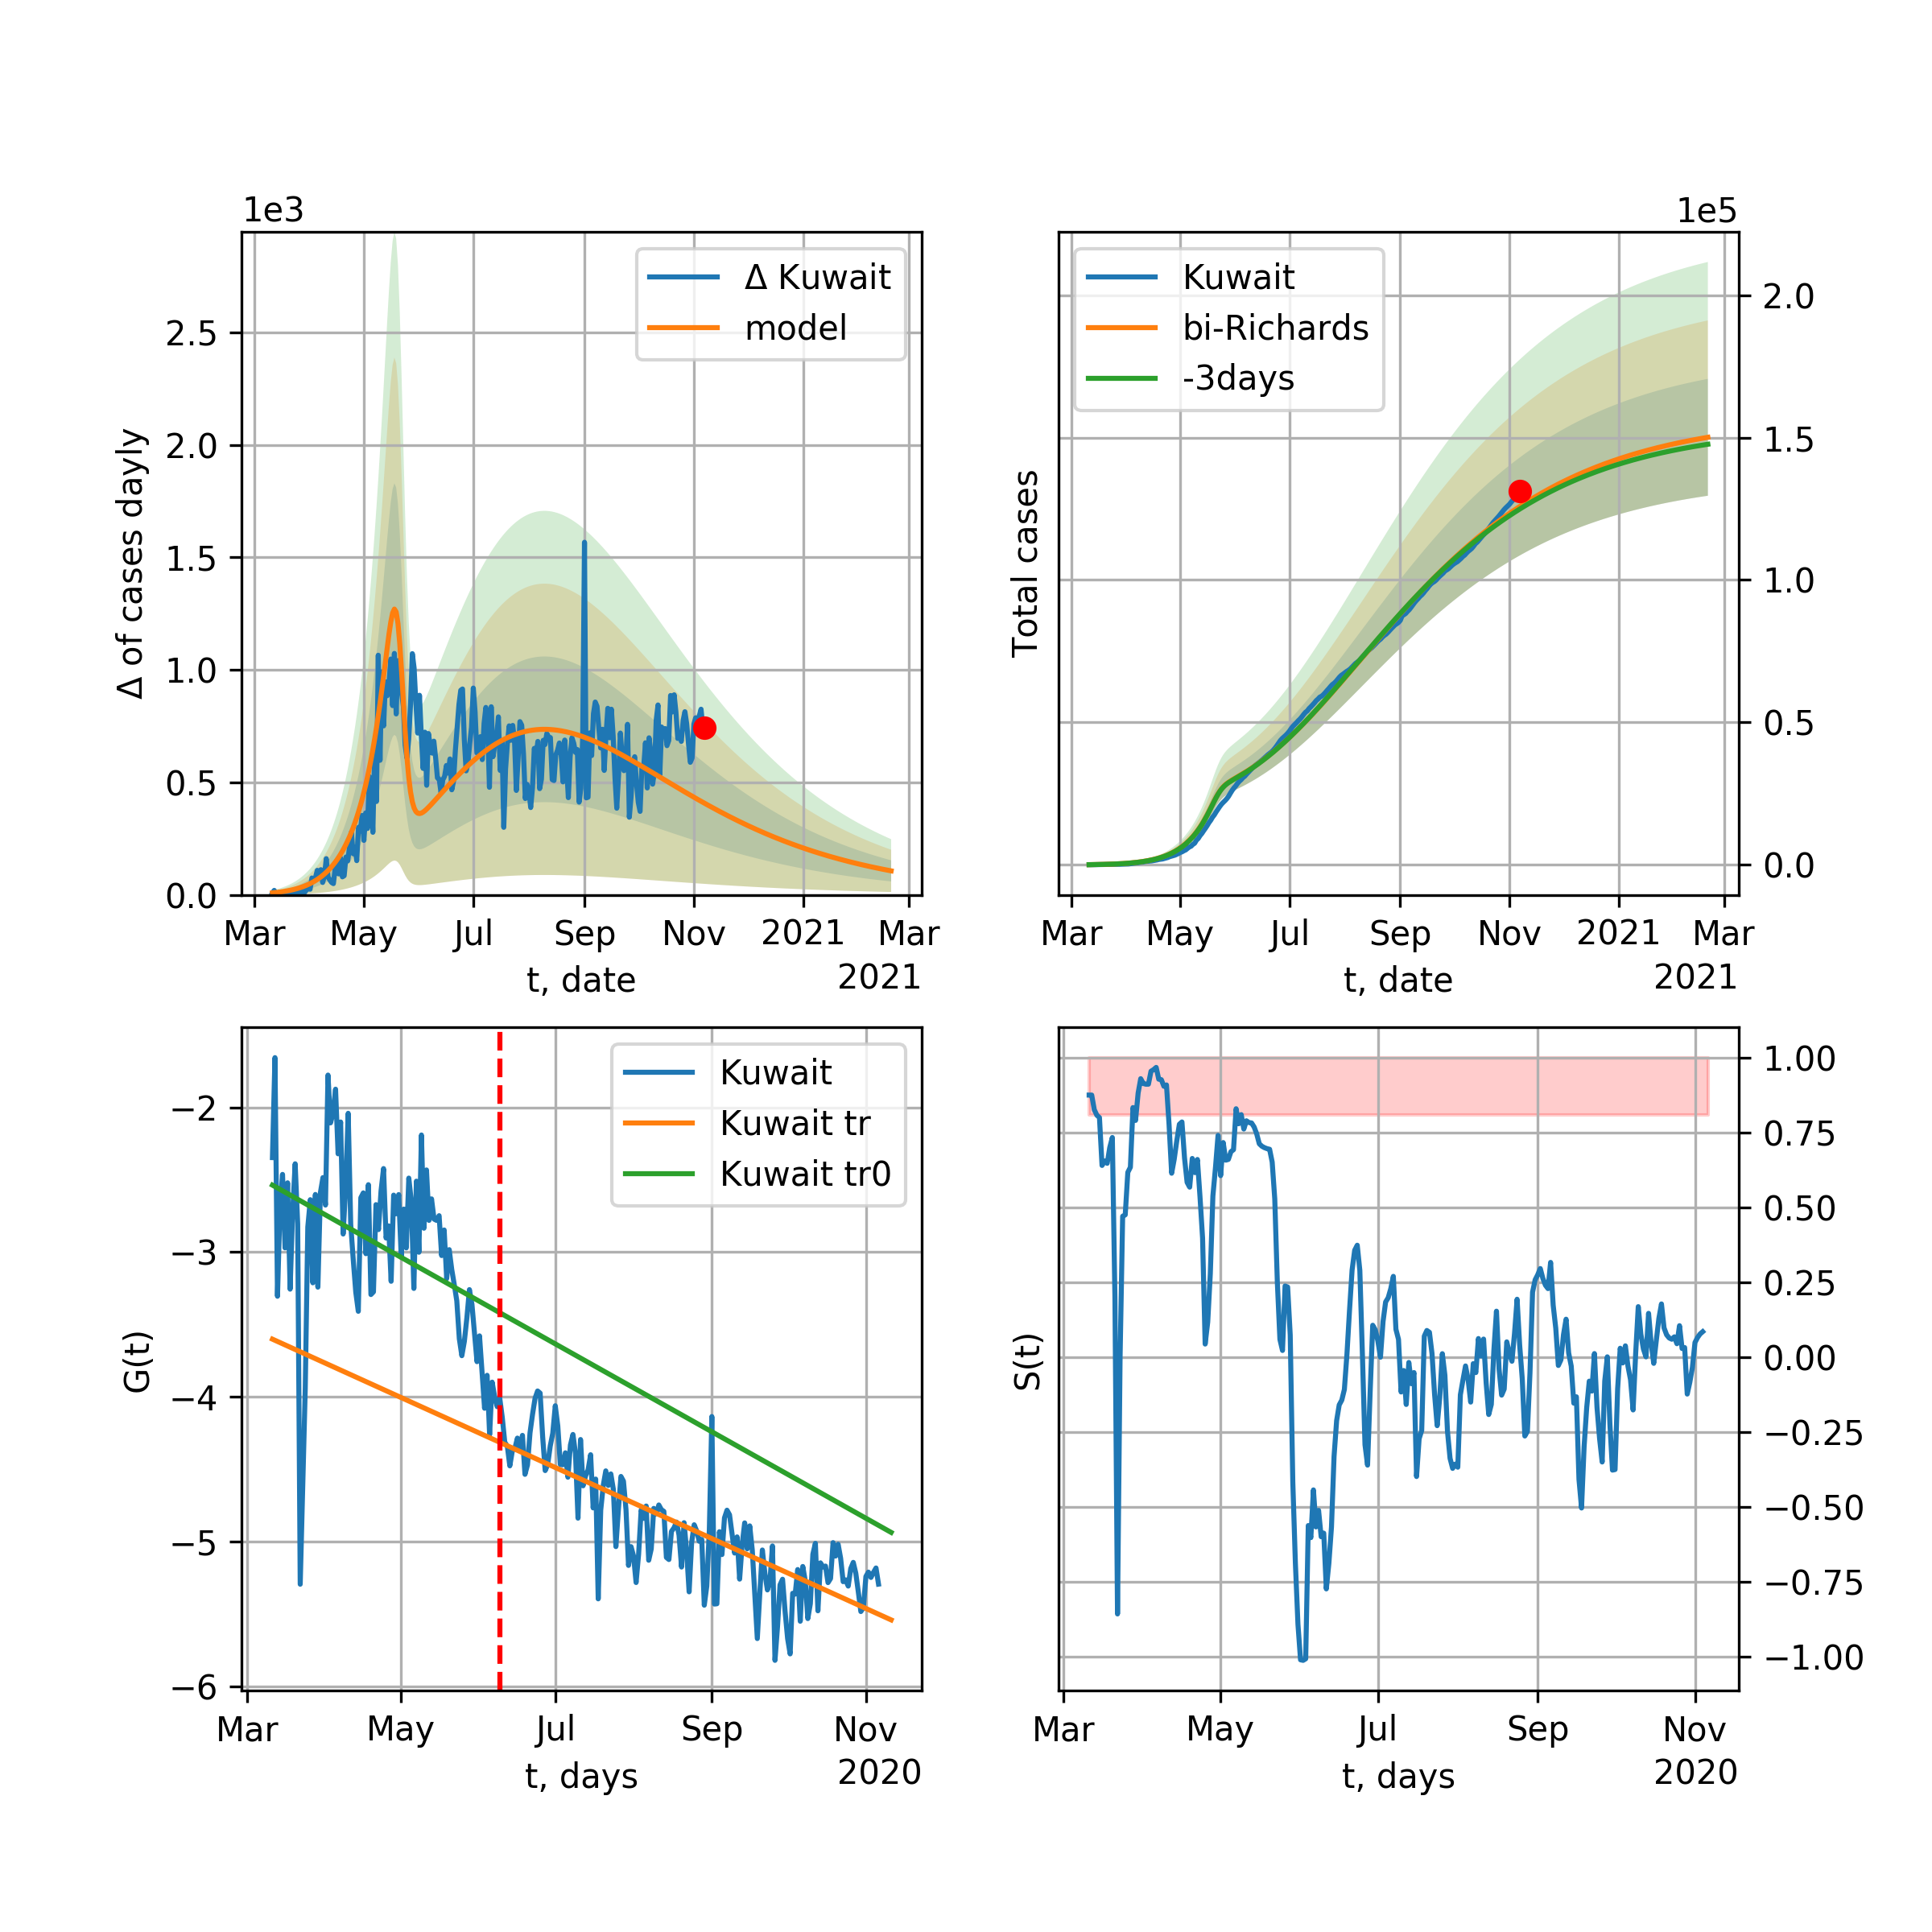 1e3
Δ of cases dayly
2.5
2.0
1.5
1.0
0.5
0.0
Δ Kuwait
model
Mar May Jul Sep Nov 2021 Mar
t, date
2021
1e5
Total cases
Kuwait
bi-Richards
-3days
2.0
1.5
1.0
0.5
0.0
Mar May Jul Sep Nov 2021 Mar
t, date
2021
G(t)
−2
−3
−4
−5
−6
Kuwait
Kuwait tr
Kuwait tr0
Mar May Jul Sep Nov
t, days
2020
S(t)
1.00
0.75
0.50
0.25
0.00
−0.25
−0.50
−0.75
−1.00
Mar May Jul Sep Nov
t, days
2020